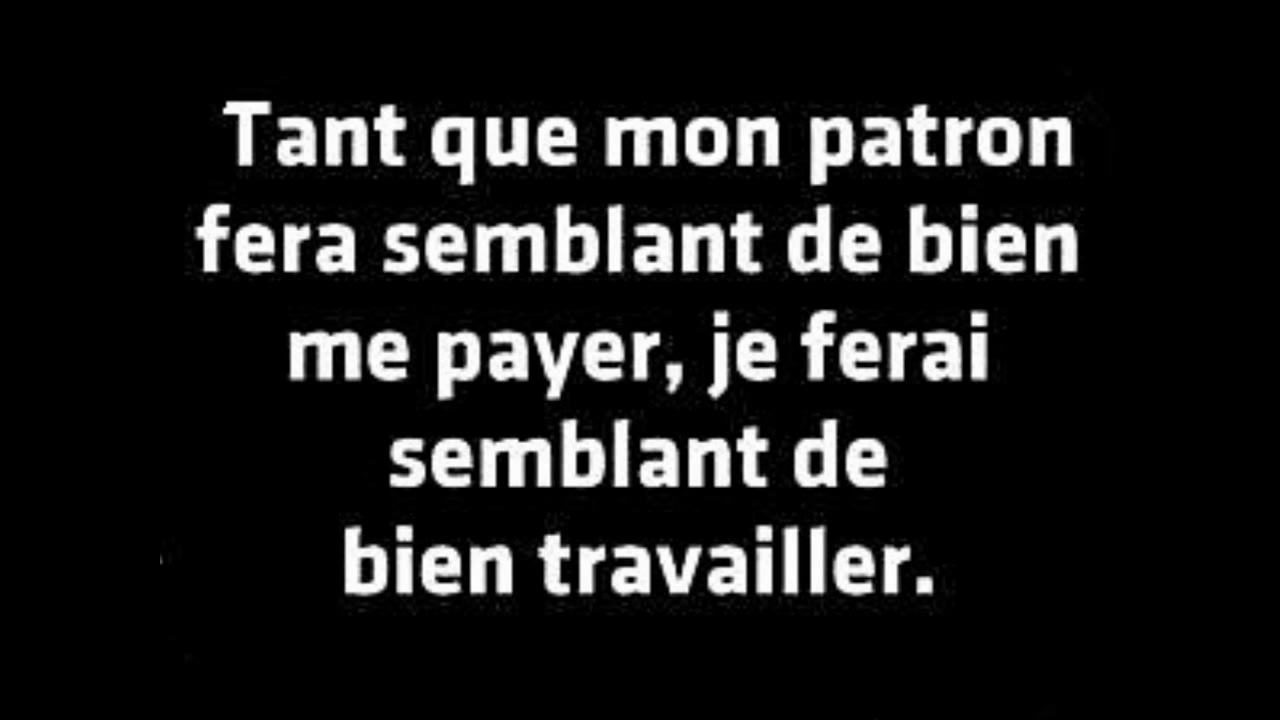 Tant que mon patron
fera semblant de bien
me payer, je ferai
semblant de
bien travailler.